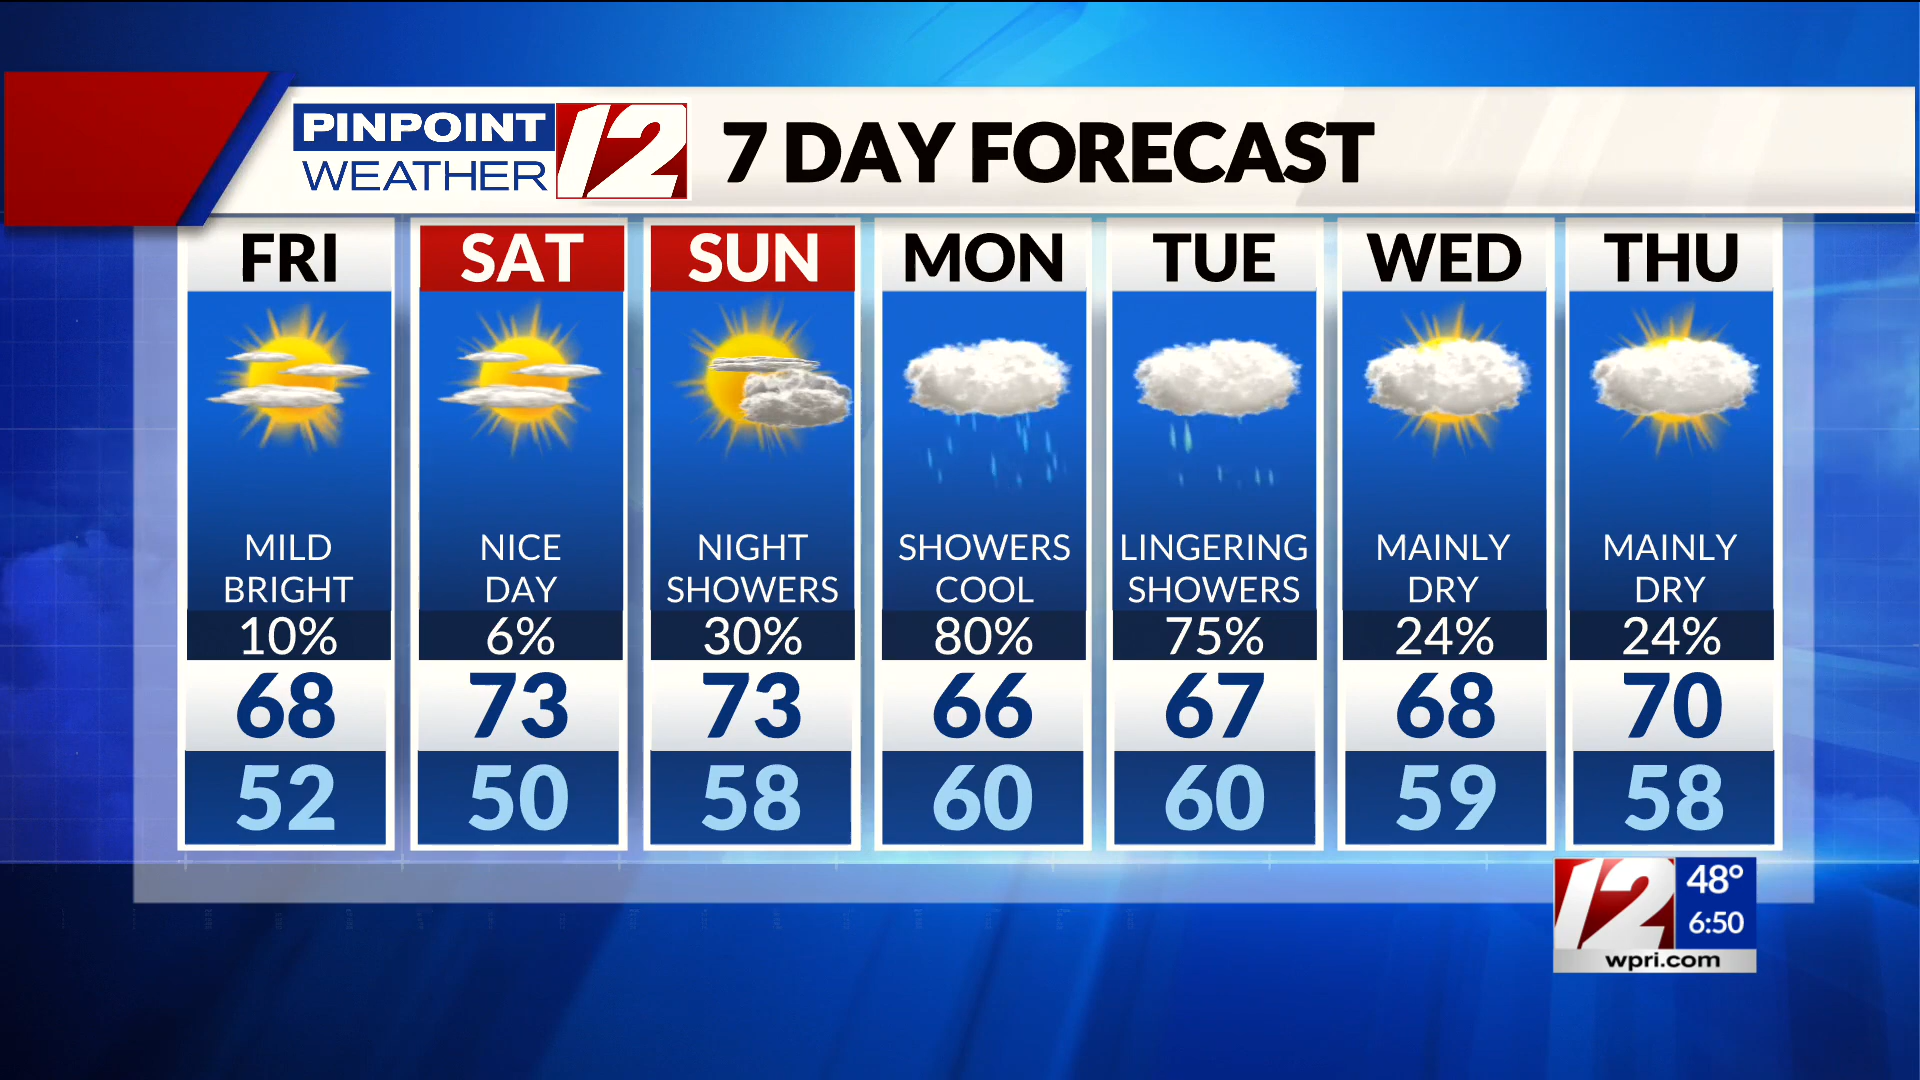 PINPOINT
WEATHER
12
7 DAY FORECAST
FRI
MILD
BRIGHT
10%
68
52
SAT
NICE
DAY
6%
73
50
SUN
NIGHT
SHOWERS
30%
73
58
MON
SHOWERS
COOL
80%
66
60
TUE
LINGERING
SHOWERS
75%
67
60
WED
MAINLY
DRY
24%
68
59
THU
MAINLY
DRY
24%
70
58
12
48°
6:50
wpri.com